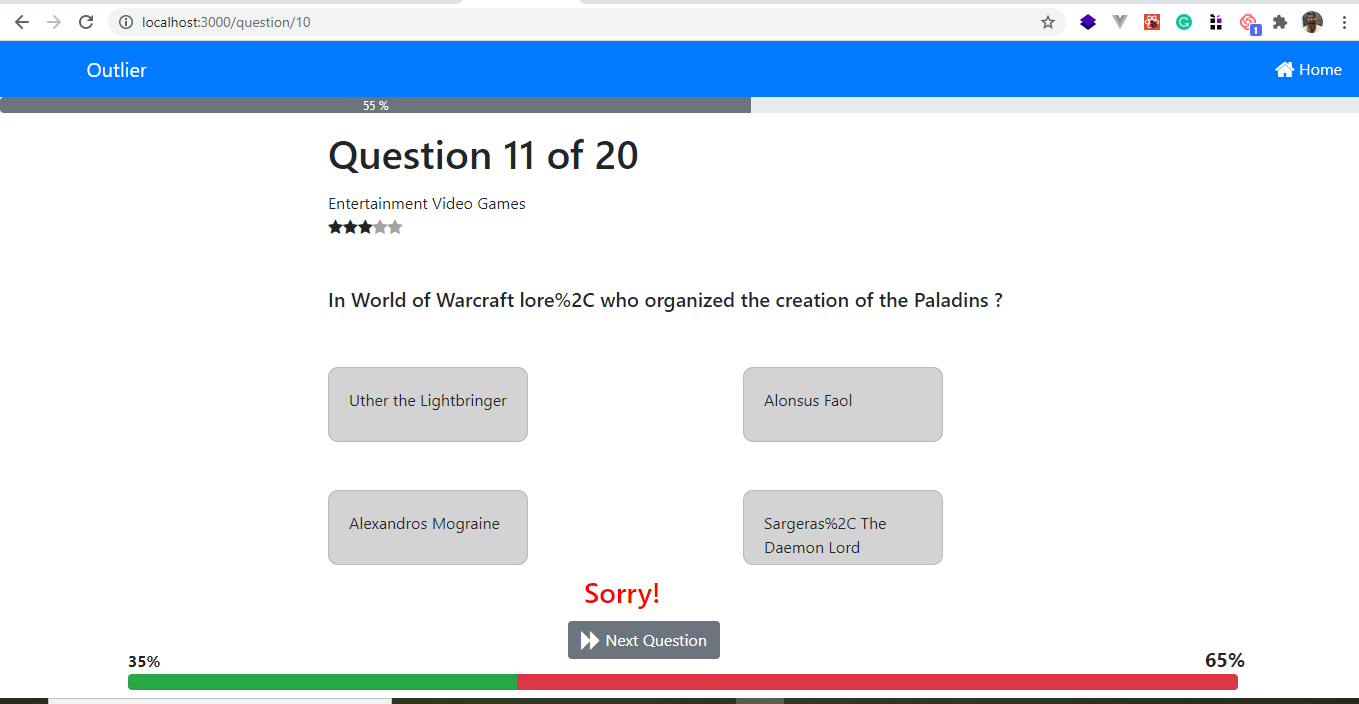 localhost:3000/question/10
1
Outlier
Home
55 %
Question 11 of 20
Entertainment Video Games
In World of Warcraft lore%2C who organized the creation of the Paladins ?
Uther the Lightbringer
Alonsus Faol
Alexandros Mograine
Sargeras%2C The
Daemon Lord
Sorry!
Next Question
35%
65%